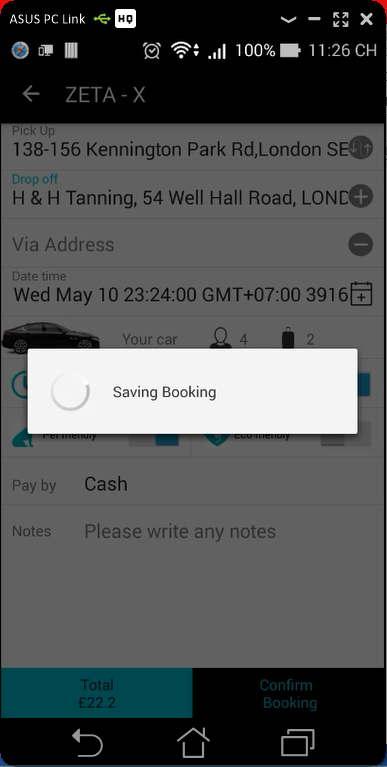 ASUS PC Link HQ
100% 11:26 CH
ZETA - X
Pick Up
138-156 Kennington Park Rd,London SE
Drop off
H & H Tanning, 54 Well Hall Road, LOND
Via Address
Date time
Wed May 10 23:24:00 GMT+07:00 3916
Your car 4 2
Saving Booking
Pet friendly Eco friendly
Pay by Cash
Notes Please write any notes
Total
£22.2
Confirm
Booking